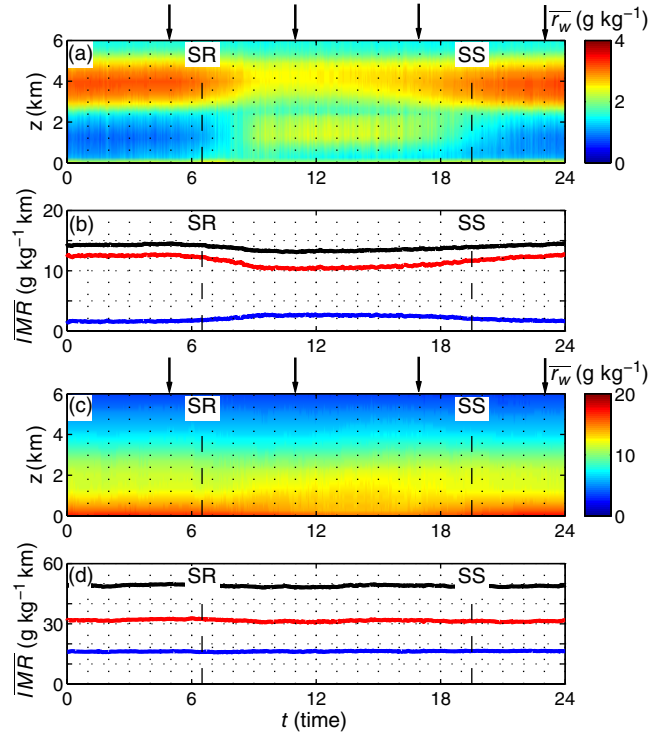 r_w (g kg−1)
6
(a)
SR
SS
4
4
z (km)
2
2
0
0
0
6
12
18
24
20
(b)
SR
SS
IMR (g kg−1 km)
10
0
0
6
12
18
24
r_w (g kg−1)
6
(c)
SR
SS
20
4
z (km)
10
2
0
0
0
6
12
18
24
60
(d)
SR
SS
IMR (g kg−1 km)
30
0
0
6
12
18
24
t (time)